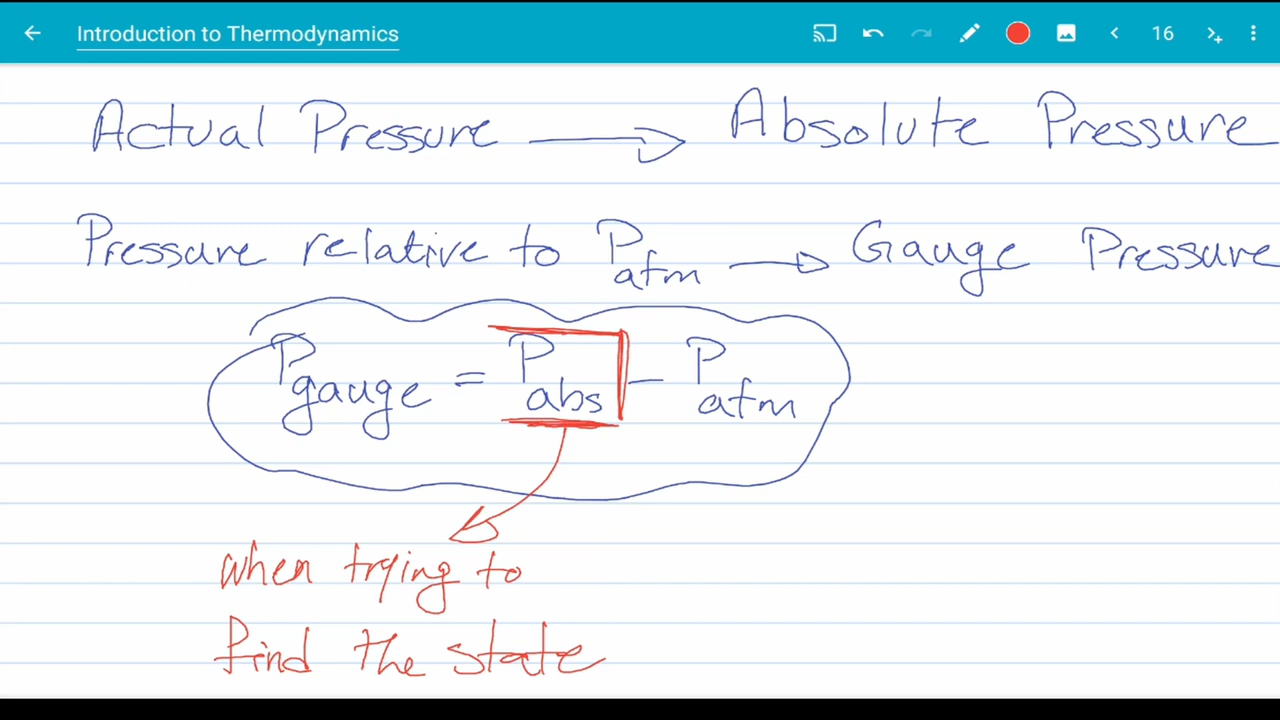 Introduction to Thermodynamics
16
Actual Pressure → Absolute Pressure
Pressure relative to Patm → Gauge Pressure
Pgauge = Pabs - Patm
when trying to
find the state